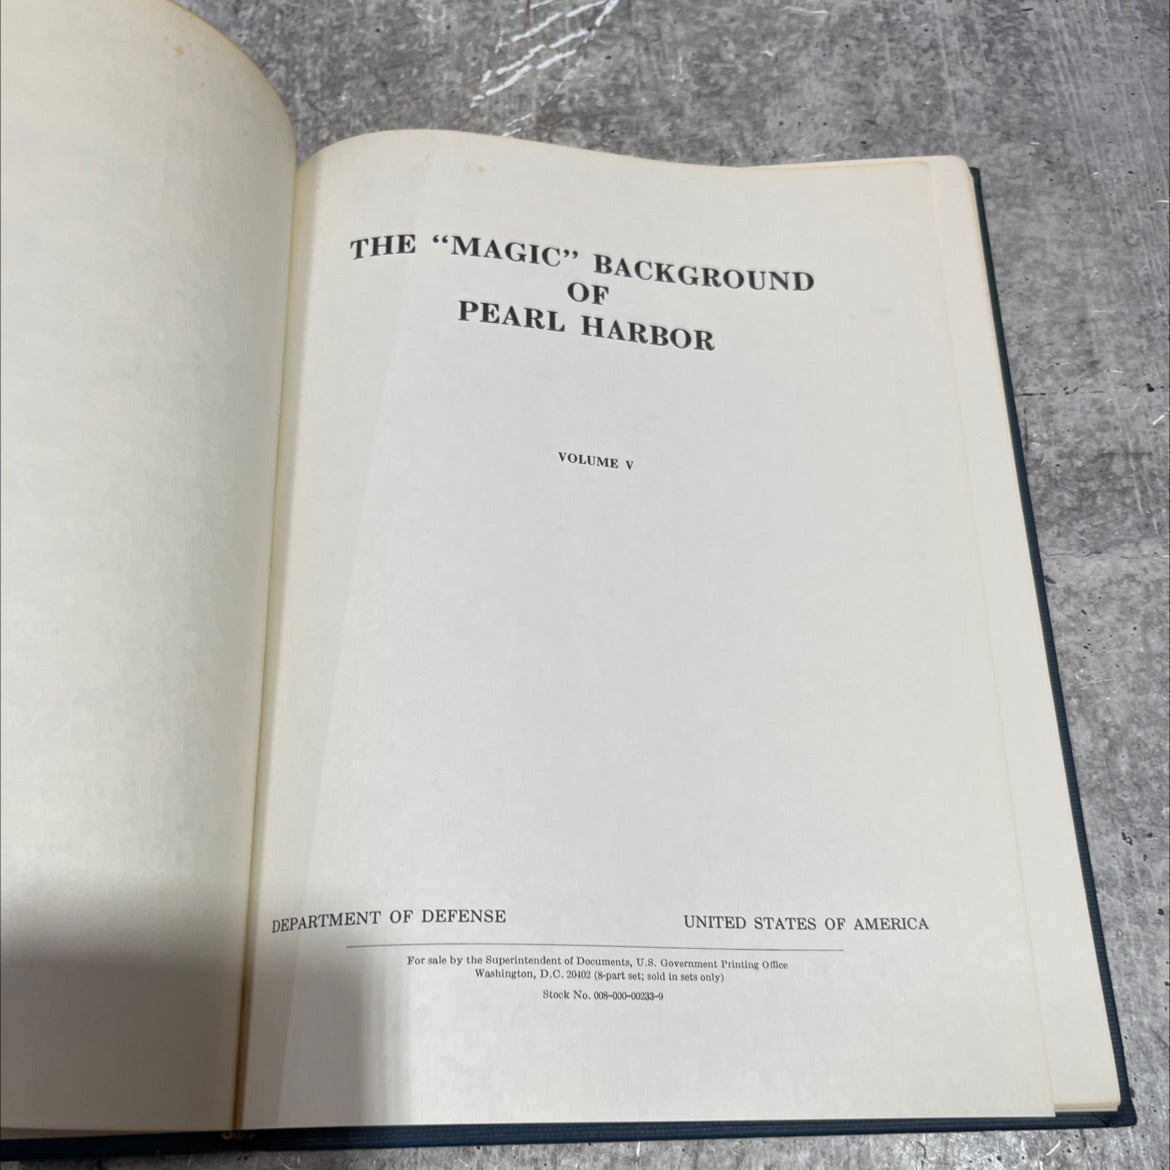 THE “MAGIC” BACKGROUND
OF
PEARL HARBOR
VOLUME V
DEPARTMENT OF DEFENSE UNITED STATES OF AMERICA
For sale by the Superintendent of Documents, U.S. Government Printing Office
Washington, D.C. 20402 (8-part set; sold in sets only)
Stock No. 008-000-00233-9